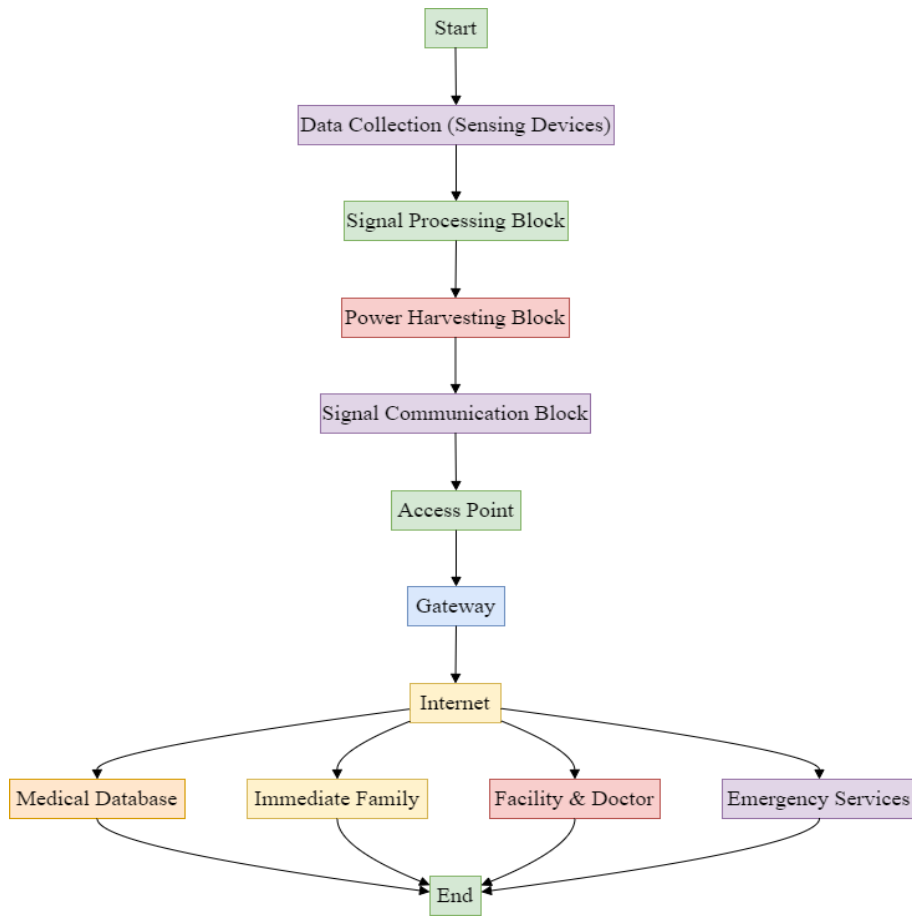 Start
Data Collection (Sensing Devices)
Signal Processing Block
Power Harvesting Block
Signal Communication Block
Access Point
Gateway
Internet
Medical Database
Immediate Family
Facility & Doctor
Emergency Services
End